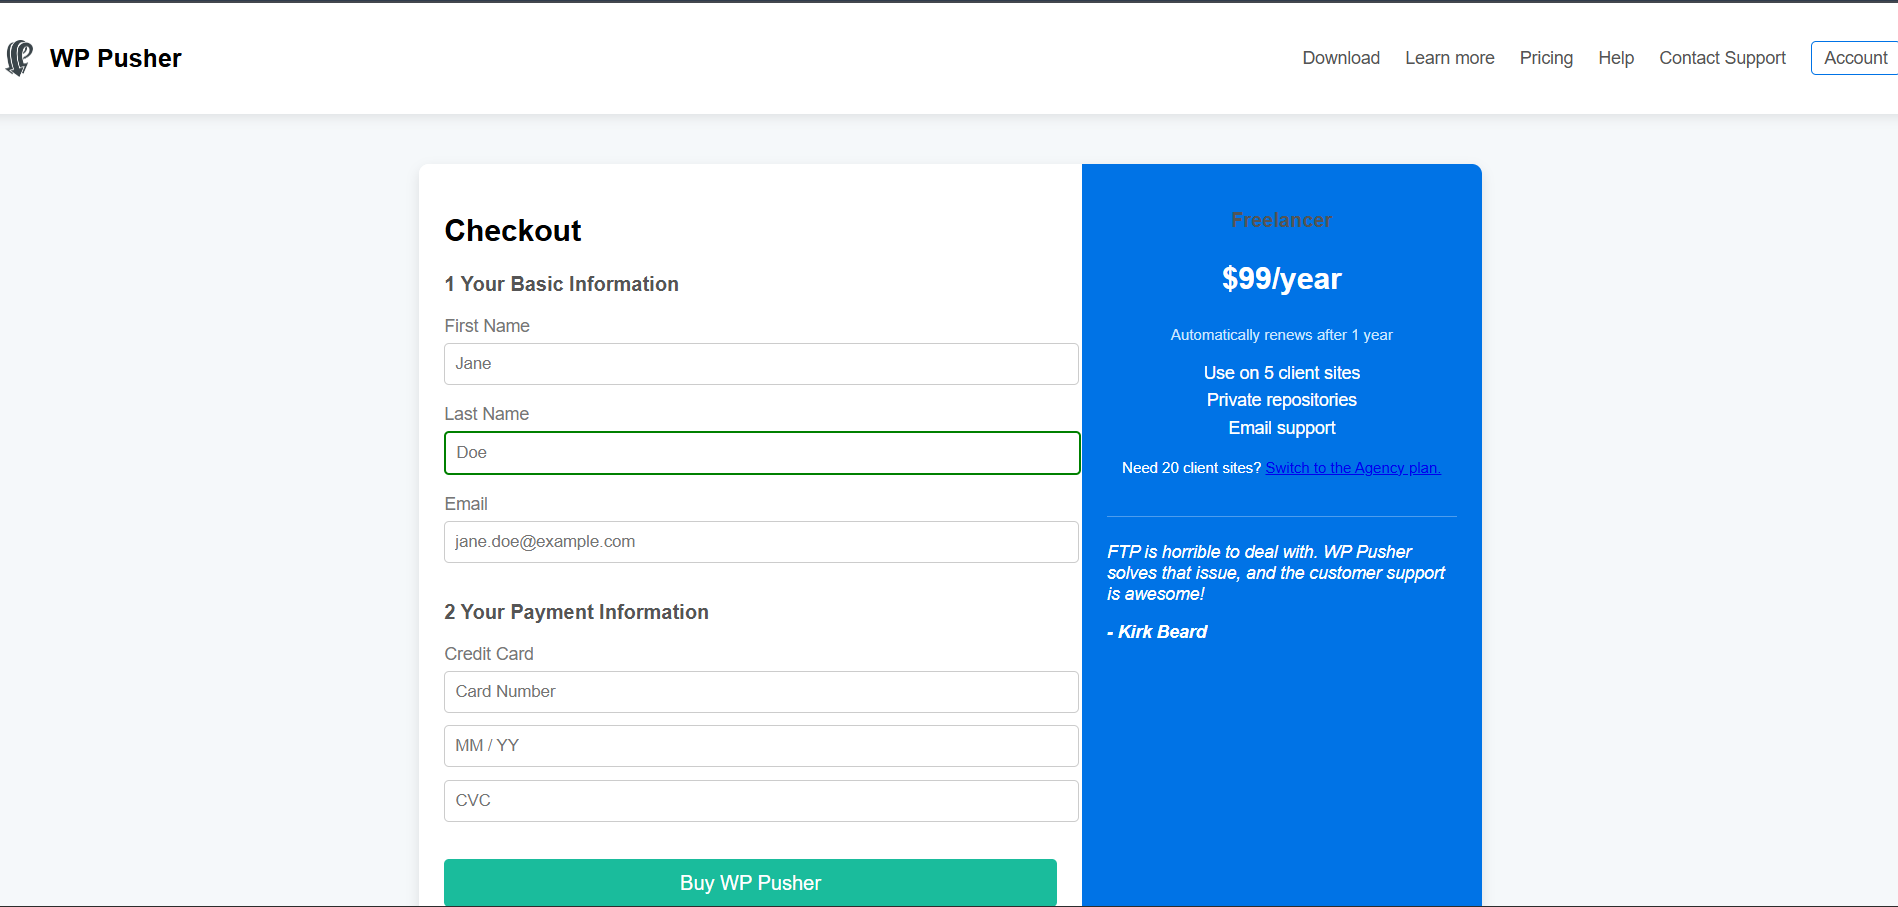 WP Pusher
Download Learn more Pricing Help Contact Support Account
Checkout
1 Your Basic Information
First Name
Jane
Last Name
Doe
Email
jane.doe@example.com
2 Your Payment Information
Credit Card
Card Number
MM / YY
CVC
Buy WP Pusher
Freelancer
$99/year
Automatically renews after 1 year
Use on 5 client sites
Private repositories
Email support
Need 20 client sites? Switch to the Agency plan.
FTP is horrible to deal with. WP Pusher
solves that issue, and the customer support
is awesome!
- Kirk Beard